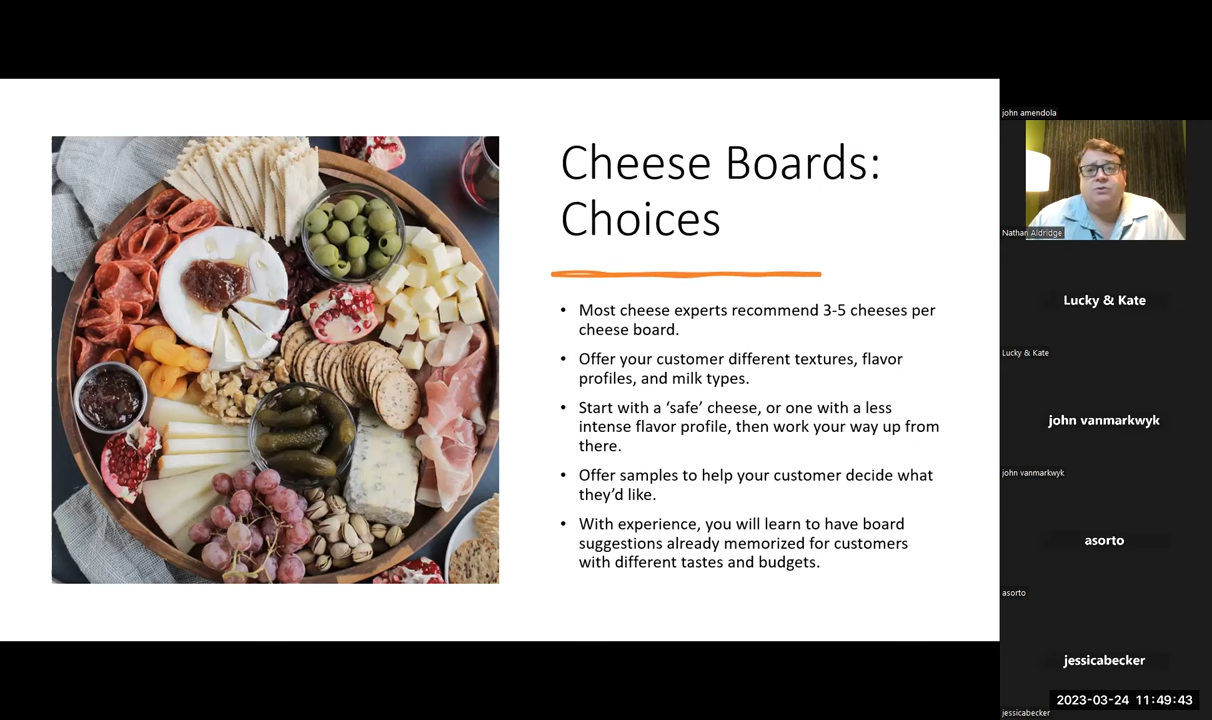 Cheese Boards:
Choices
• Most cheese experts recommend 3-5 cheeses per
cheese board.
• Offer your customer different textures, flavor
profiles, and milk types.
• Start with a ‘safe’ cheese, or one with a less
intense flavor profile, then work your way up from
there.
• Offer samples to help your customer decide what
they’d like.
• With experience, you will learn to have board
suggestions already memorized for customers
with different tastes and budgets.
john amendola
Nathan Aldridge
Lucky & Kate
Lucky & Kate
john vanmarkwyk
john vanmarkwyk
asorto
asorto
jessicabecker
2023-03-24 11:49:43
jessicabecker